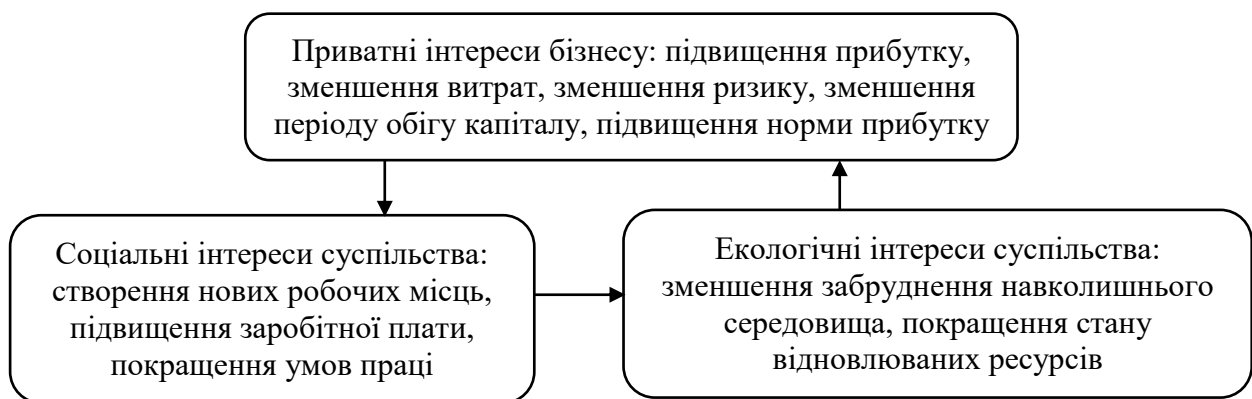 Приватні інтереси бізнесу: підвищення прибутку,
зменшення витрат, зменшення ризику, зменшення
періоду обігу капіталу, підвищення норми прибутку
Соціальні інтереси суспільства:
створення нових робочих місць,
підвищення заробітної плати,
покращення умов праці
Екологічні інтереси суспільства:
зменшення забруднення навколишнього
середовища, покращення стану
відновлюваних ресурсів